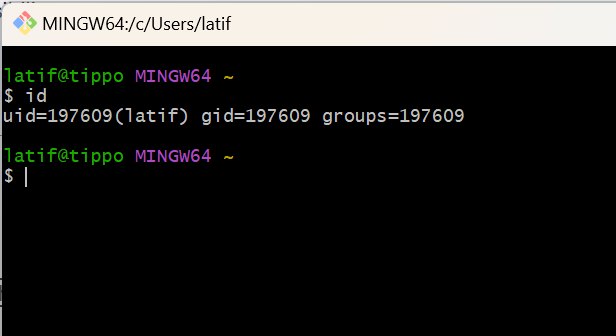 MINGW64:/c/Users/latif
latif@tippo MINGW64 ~
$ id
uid=197609(latif) gid=197609 groups=197609
latif@tippo MINGW64 ~
$